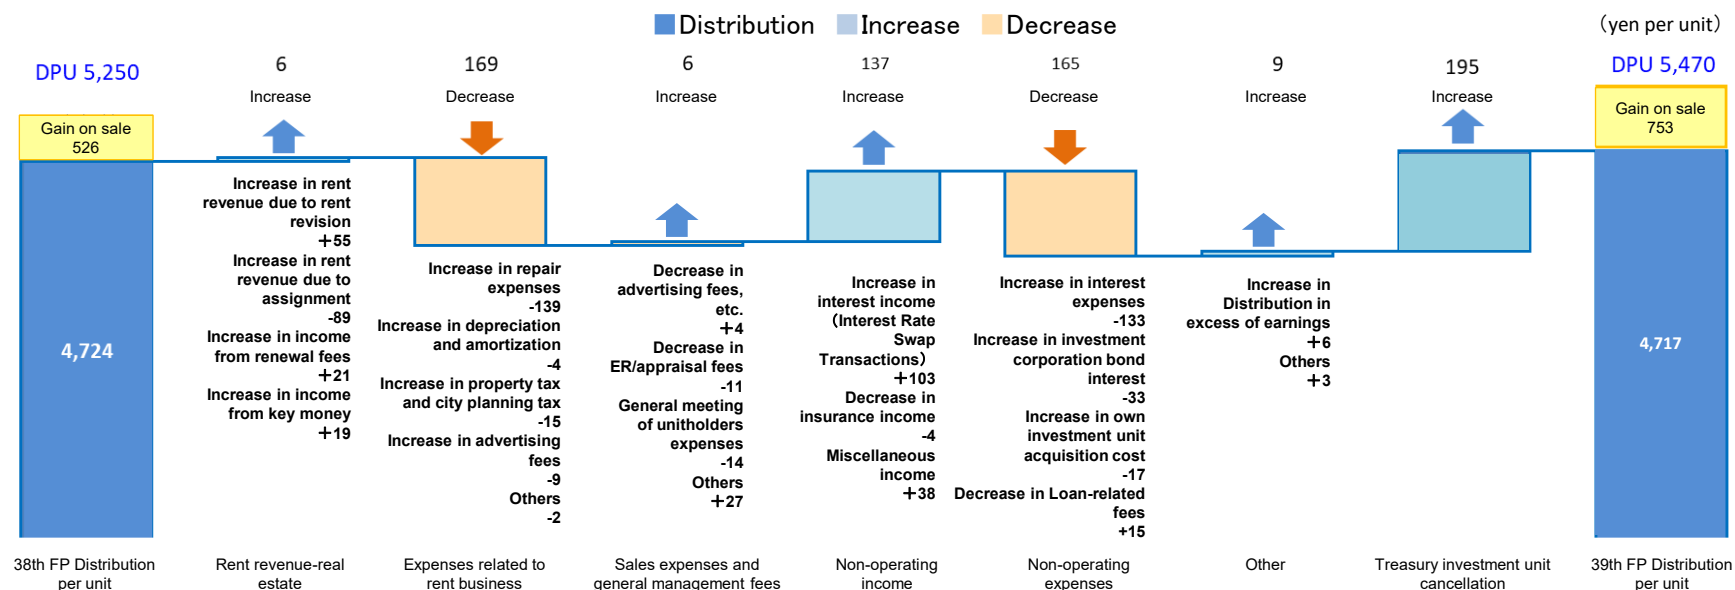 Distribution Increase Decrease
(yen per unit)
DPU 5,250
Gain on sale
526
4,724
38th FP Distribution
per unit
6
Increase
Increase in rent
revenue due to rent
revision
+55
Increase in rent
revenue due to
assignment
-89
Increase in income
from renewal fees
+21
Increase in income
from key money
+19
Rent revenue-real
estate
169
Decrease
Increase in repair
expenses
-139
Increase in depreciation
and amortization
-4
Increase in property tax
and city planning tax
-15
Increase in advertising
fees
-9
Others
-2
Expenses related to
rent business
6
Increase
Decrease in
advertising fees,
etc.
+4
Decrease in
ER/appraisal fees
-11
General meeting
of unitholders
expenses
-14
Others
+27
Sales expenses and
general management fees
137
Increase
Increase in
interest income
(Interest Rate
Swap
Transactions)
+103
Decrease in
insurance income
-4
Miscellaneous
income
+38
Non-operating
income
165
Decrease
Increase in interest
expenses
-133
Increase in investment
corporation bond
interest
-33
Increase in own
investment unit
acquisition cost
-17
Decrease in Loan-related
fees
+15
Non-operating
expenses
9
Increase
Increase in
Distribution in
excess of earnings
+6
Others
+3
Other
195
Increase
Treasury investment unit
cancellation
DPU 5,470
Gain on sale
753
4,717
39th FP Distribution
per unit